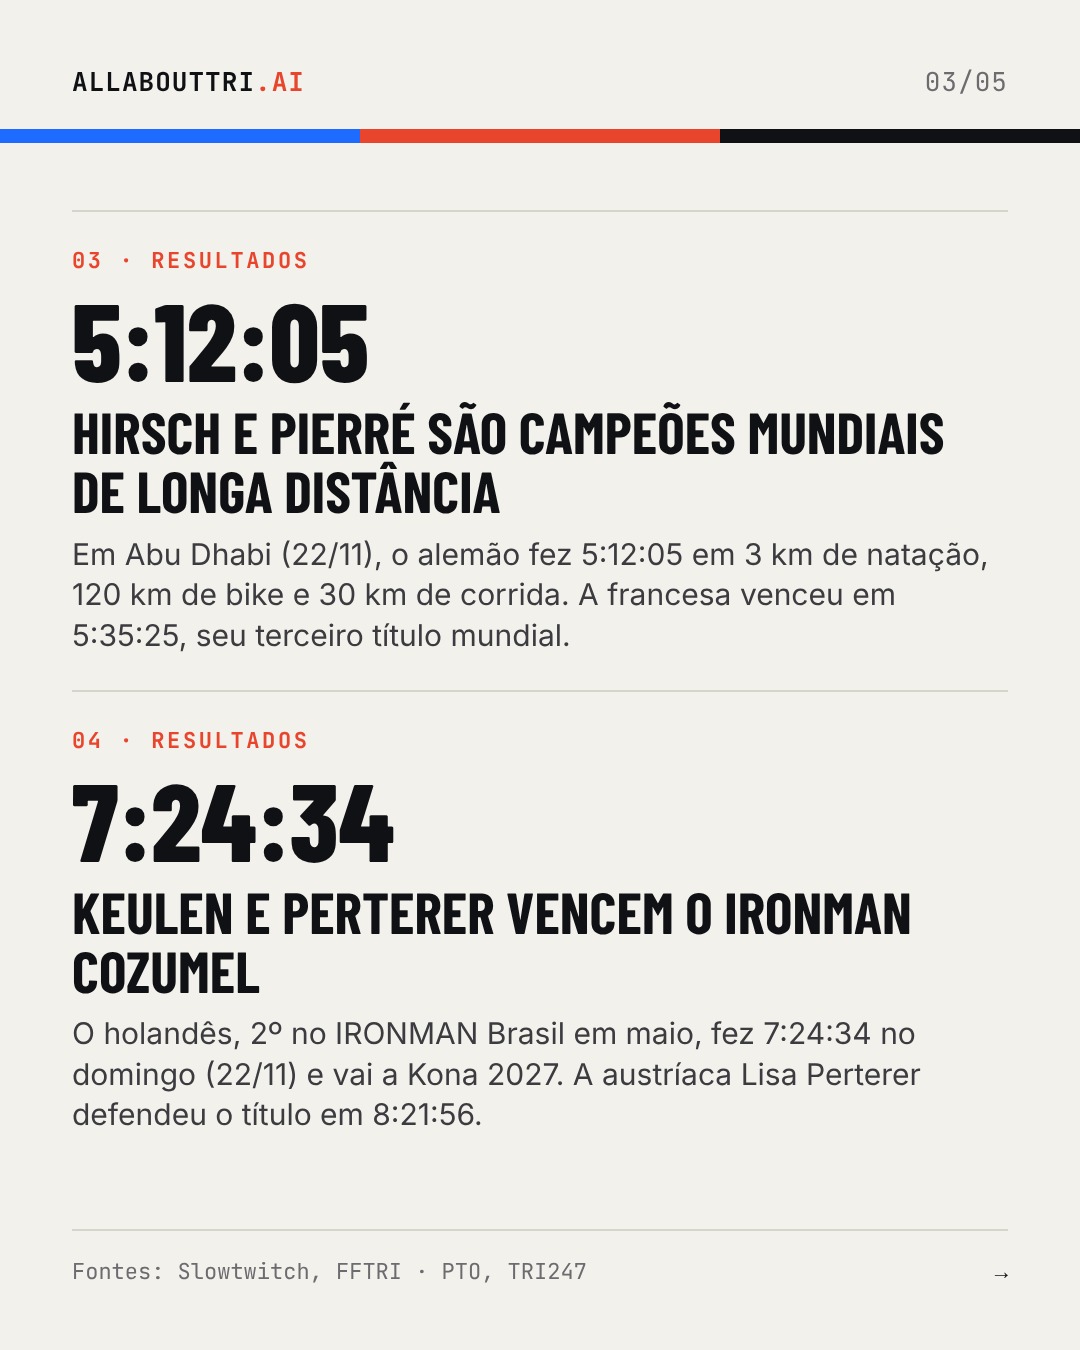 ALLABOUTTRI.AI
03/05
03 · RESULTADOS
5:12:05
HIRSCH E PIERRÉ SÃO CAMPEÕES MUNDIAIS
DE LONGA DISTÂNCIA
Em Abu Dhabi (22/11), o alemão fez 5:12:05 em 3 km de natação,
120 km de bike e 30 km de corrida. A francesa venceu em
5:35:25, seu terceiro título mundial.
04 · RESULTADOS
7:24:34
KEULEN E PERTERER VENCEM O IRONMAN
COZUMEL
O holandês, 2º no IRONMAN Brasil em maio, fez 7:24:34 no
domingo (22/11) e vai a Kona 2027. A austríaca Lisa Perterer
defendeu o título em 8:21:56.
Fontes: Slowtwitch, FFTRI · PTO, TRI247
→